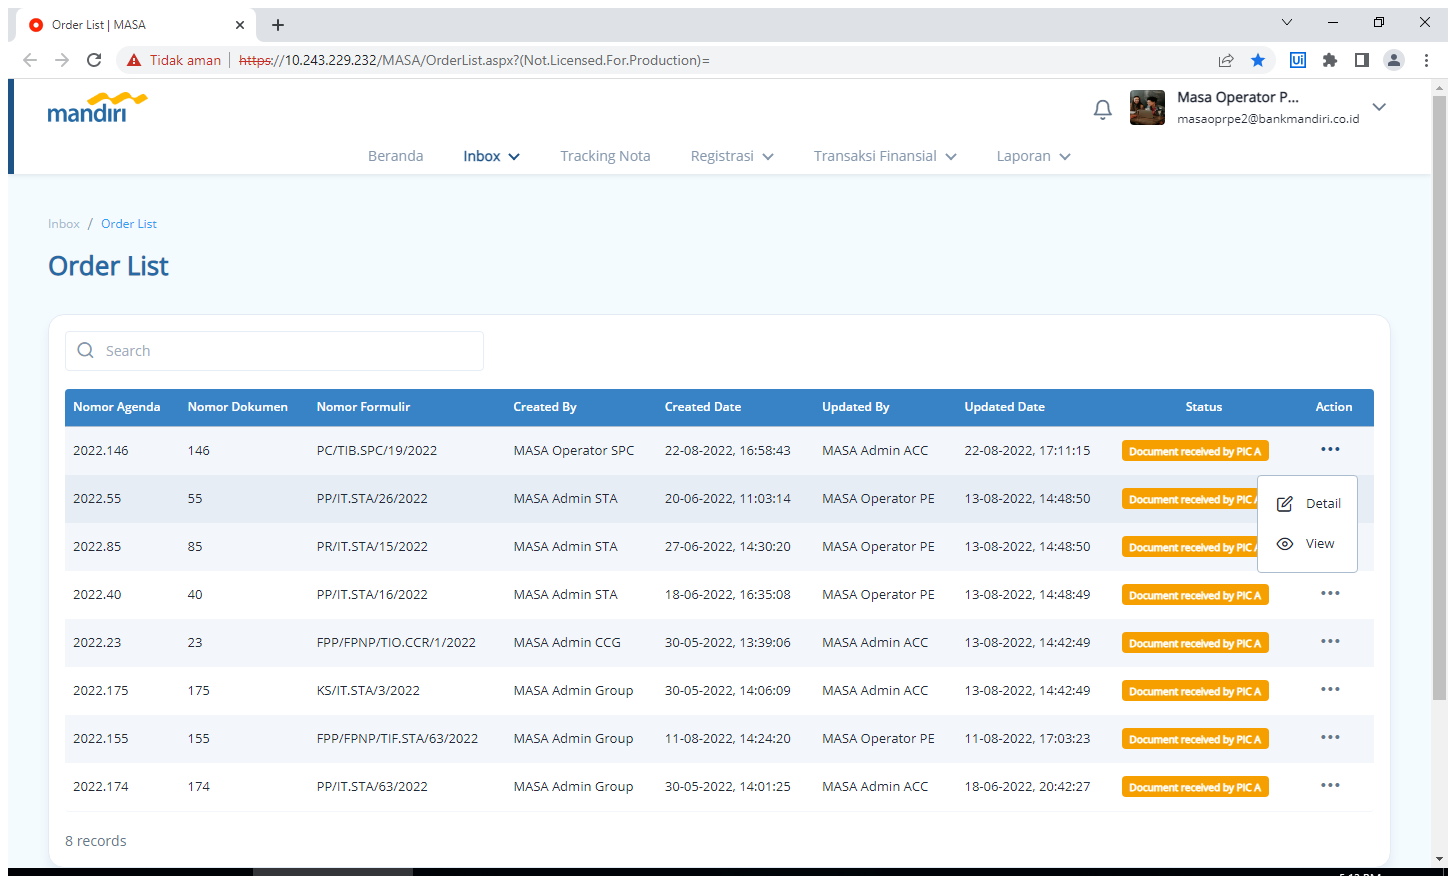 Order List | MASA
Tidak aman
https://10.243.229.232/MASA/OrderList.aspx?(Not.Licensed.For.Production)=
Ui
mandiri
Masa Operator P...
masaoprpe2@bankmandiri.co.id
Beranda Inbox Tracking Nota Registrasi Transaksi Finansial Laporan
Inbox / Order List
Order List
Search
Nomor Agenda Nomor Dokumen Nomor Formulir Created By Created Date Updated By Updated Date Status Action
2022.146 146 PC/TIB.SPC/19/2022 MASA Operator SPC 22-08-2022, 16:58:43 MASA Admin ACC 22-08-2022, 17:11:15 Document received by PIC A
2022.55 55 PP/IT.STA/26/2022 MASA Admin STA 20-06-2022, 11:03:14 MASA Operator PE 13-08-2022, 14:48:50 Document received by PIC
Detail
2022.85 85 PR/IT.STA/15/2022 MASA Admin STA 27-06-2022, 14:30:20 MASA Operator PE 13-08-2022, 14:48:50 Document received by PIC
View
2022.40 40 PP/IT.STA/16/2022 MASA Admin STA 18-06-2022, 16:35:08 MASA Operator PE 13-08-2022, 14:48:49 Document received by PIC A
2022.23 23 FPP/FPNP/TIO.CCR/1/2022 MASA Admin CCG 30-05-2022, 13:39:06 MASA Admin ACC 13-08-2022, 14:42:49 Document received by PIC A
2022.175 175 KS/IT.STA/3/2022 MASA Admin Group 30-05-2022, 14:06:09 MASA Admin ACC 13-08-2022, 14:42:49 Document received by PIC A
2022.155 155 FPP/FPNP/TIF.STA/63/2022 MASA Admin Group 11-08-2022, 14:24:20 MASA Operator PE 11-08-2022, 17:03:23 Document received by PIC A
2022.174 174 PP/IT.STA/63/2022 MASA Admin Group 30-05-2022, 14:01:25 MASA Admin ACC 18-06-2022, 20:42:27 Document received by PIC A
8 records